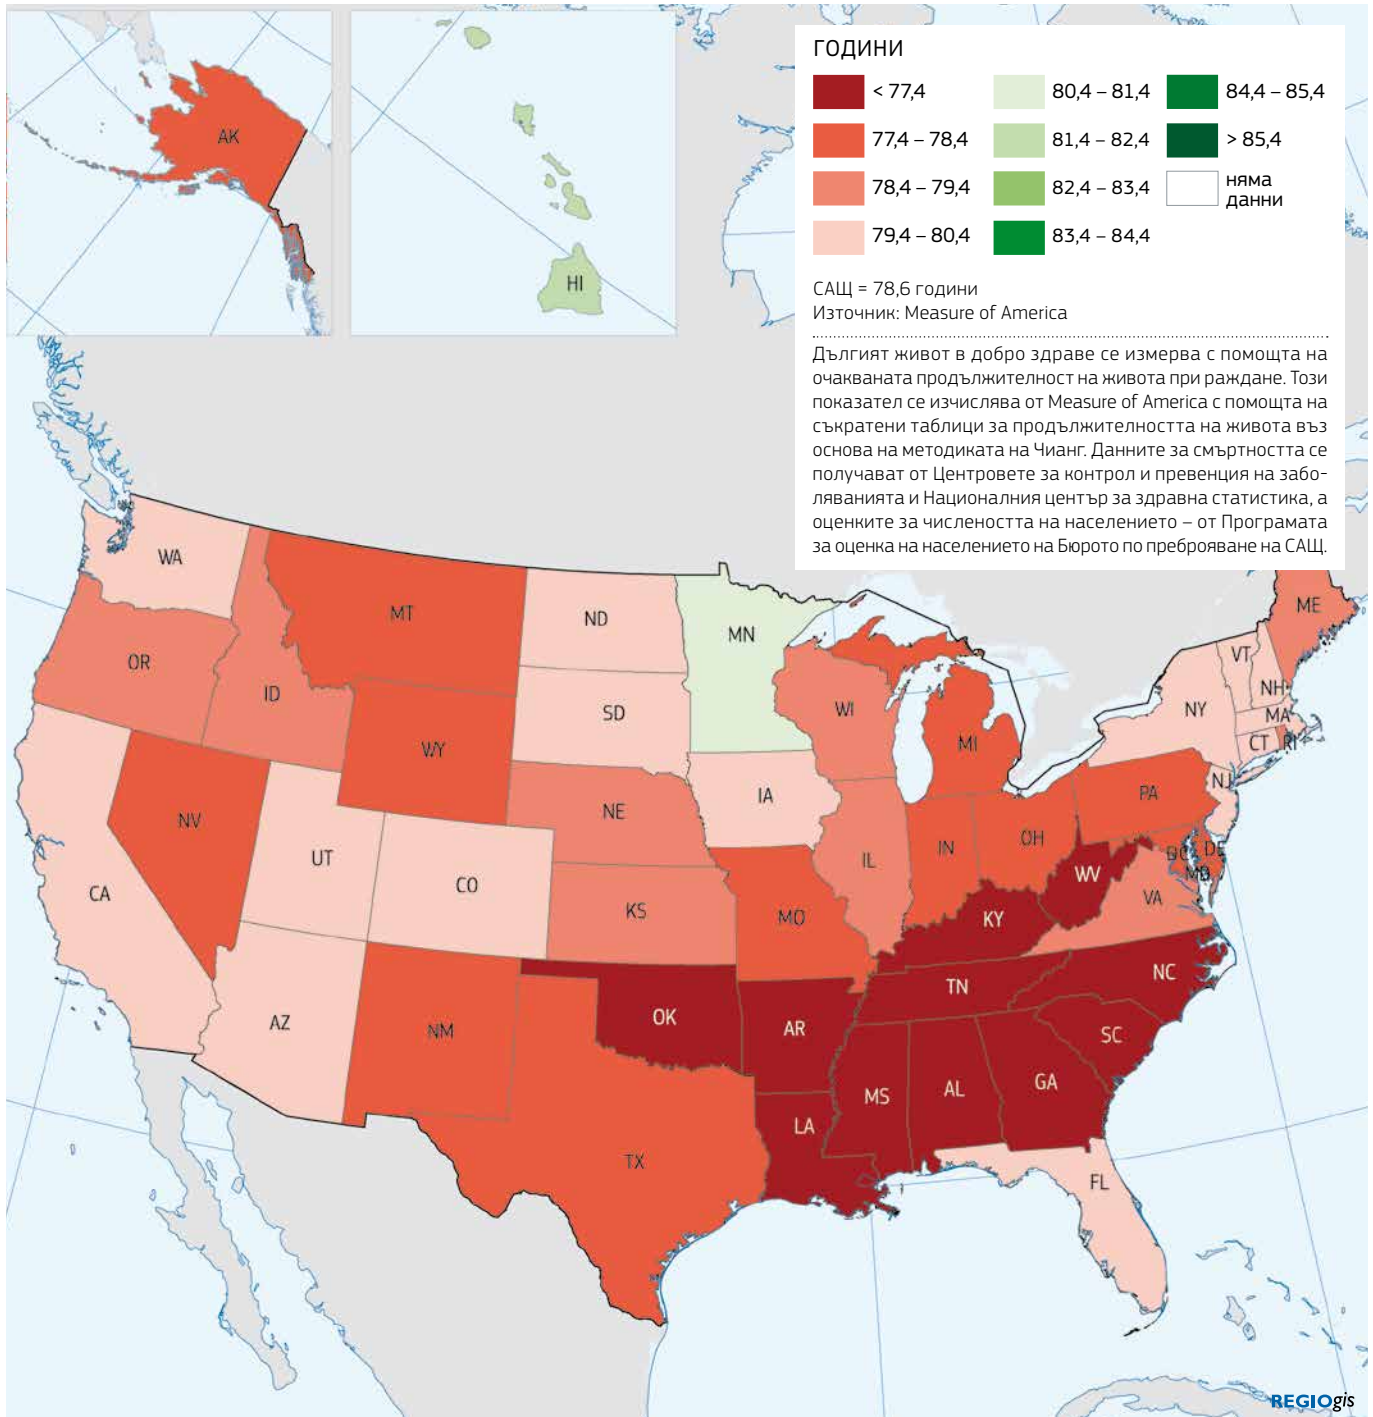 ГОДИНИ
< 77,4
77,4 – 78,4
78,4 – 79,4
79,4 – 80,4
80,4 – 81,4
81,4 – 82,4
82,4 – 83,4
83,4 – 84,4
84,4 – 85,4
> 85,4
няма
данни
САЩ = 78,6 години
Източник: Measure of America
Дългият живот в добро здраве се измерва с помощта на
очакваната продължителност на живота при раждане. Този
показател се изчислява от Measure of America с помощта на
съкратени таблици за продължителността на живота въз
основа на методиката на Чианг. Данните за смъртността се
получават от Центровете за контрол и превенция на забо-
ляванията и Националния център за здравна статистика, а
оценките за числеността на населението – от Програмата
за оценка на населението на Бюрото по преброяване на САЩ.
AK
HI
WA
MT
ND
MN
ME
OR
ID
SD
WI
VT
NH
NY
MA
WY
MI
CT
RI
NV
NE
IA
NJ
PA
UT
CO
IL
IN
OH
DC
DE
MD
CA
KS
MO
WV
VA
KY
AZ
NM
OK
AR
TN
NC
SC
MS
AL
GA
LA
TX
FL
REGIOgis